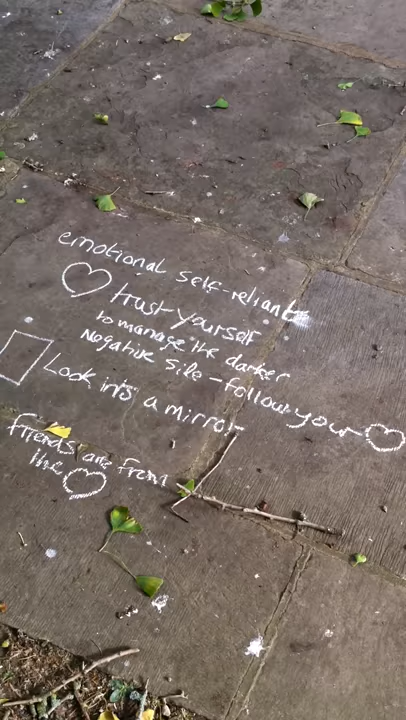 emotional self-reliant
trust yourself
to manage the darker
Negative side - follow your
Look into a mirror
friends are from
the